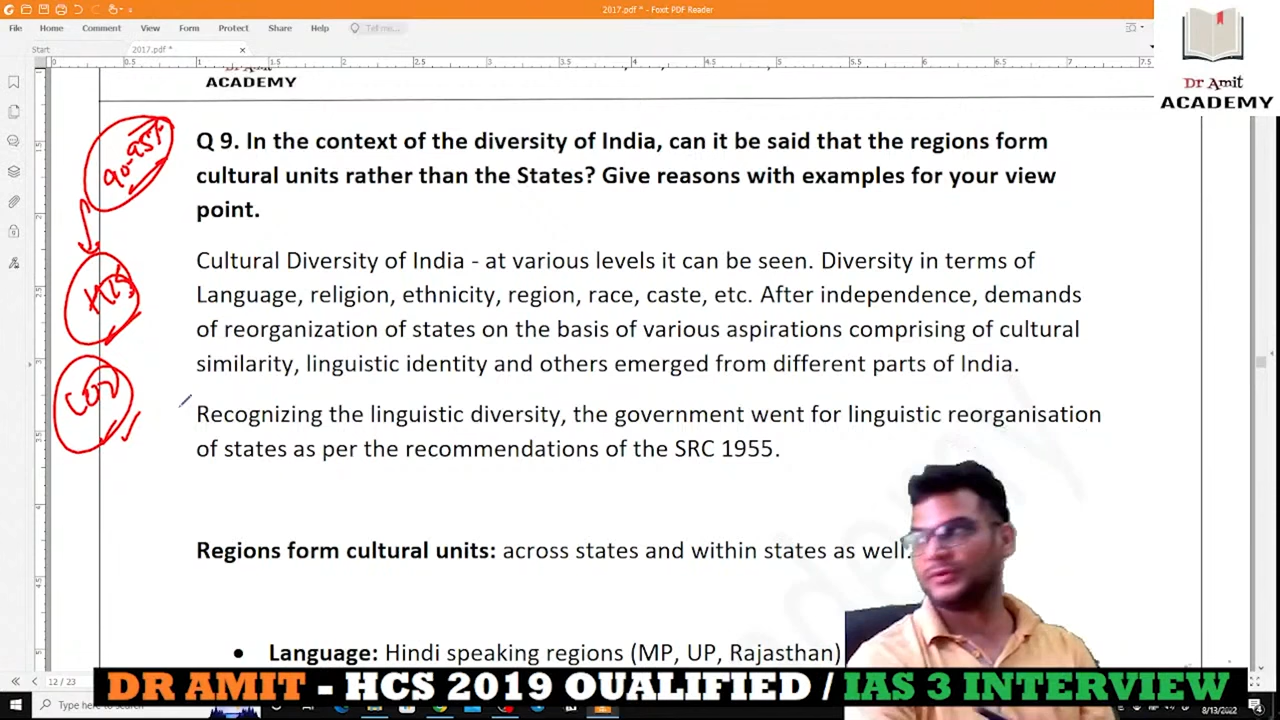 2017.pdf * - Foxit PDF Reader
File Home Comment View Form Protect Share Help Tell me...
Start 2017.pdf *
Dr Amit
ACADEMY
ACADEMY
90-95%
Q 9. In the context of the diversity of India, can it be said that the regions form
cultural units rather than the States? Give reasons with examples for your view
point.
Cultural Diversity of India - at various levels it can be seen. Diversity in terms of
Language, religion, ethnicity, region, race, caste, etc. After independence, demands
of reorganization of states on the basis of various aspirations comprising of cultural
similarity, linguistic identity and others emerged from different parts of India.
Recognizing the linguistic diversity, the government went for linguistic reorganisation
of states as per the recommendations of the SRC 1955.
Regions form cultural units: across states and within states as well.
• Language: Hindi speaking regions (MP, UP, Rajasthan)
12 / 23
DR AMIT - HCS 2019 QUALIFIED / IAS 3 INTERVIEW
Type here to search
8/13/2022